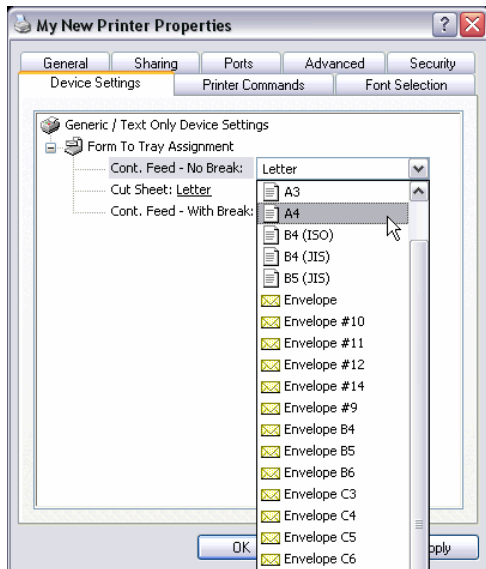 My New Printer Properties
General Sharing Ports Advanced Security
Device Settings Printer Commands Font Selection
Generic / Text Only Device Settings
Form To Tray Assignment
Cont. Feed - No Break: Letter
Cut Sheet: Letter
Cont. Feed - With Break:
A3
A4
B4 (ISO)
B4 (JIS)
B5 (JIS)
Envelope
Envelope #10
Envelope #11
Envelope #12
Envelope #14
Envelope #9
Envelope B4
Envelope B5
Envelope B6
Envelope C3
Envelope C4
Envelope C5
Envelope C6
OK pply